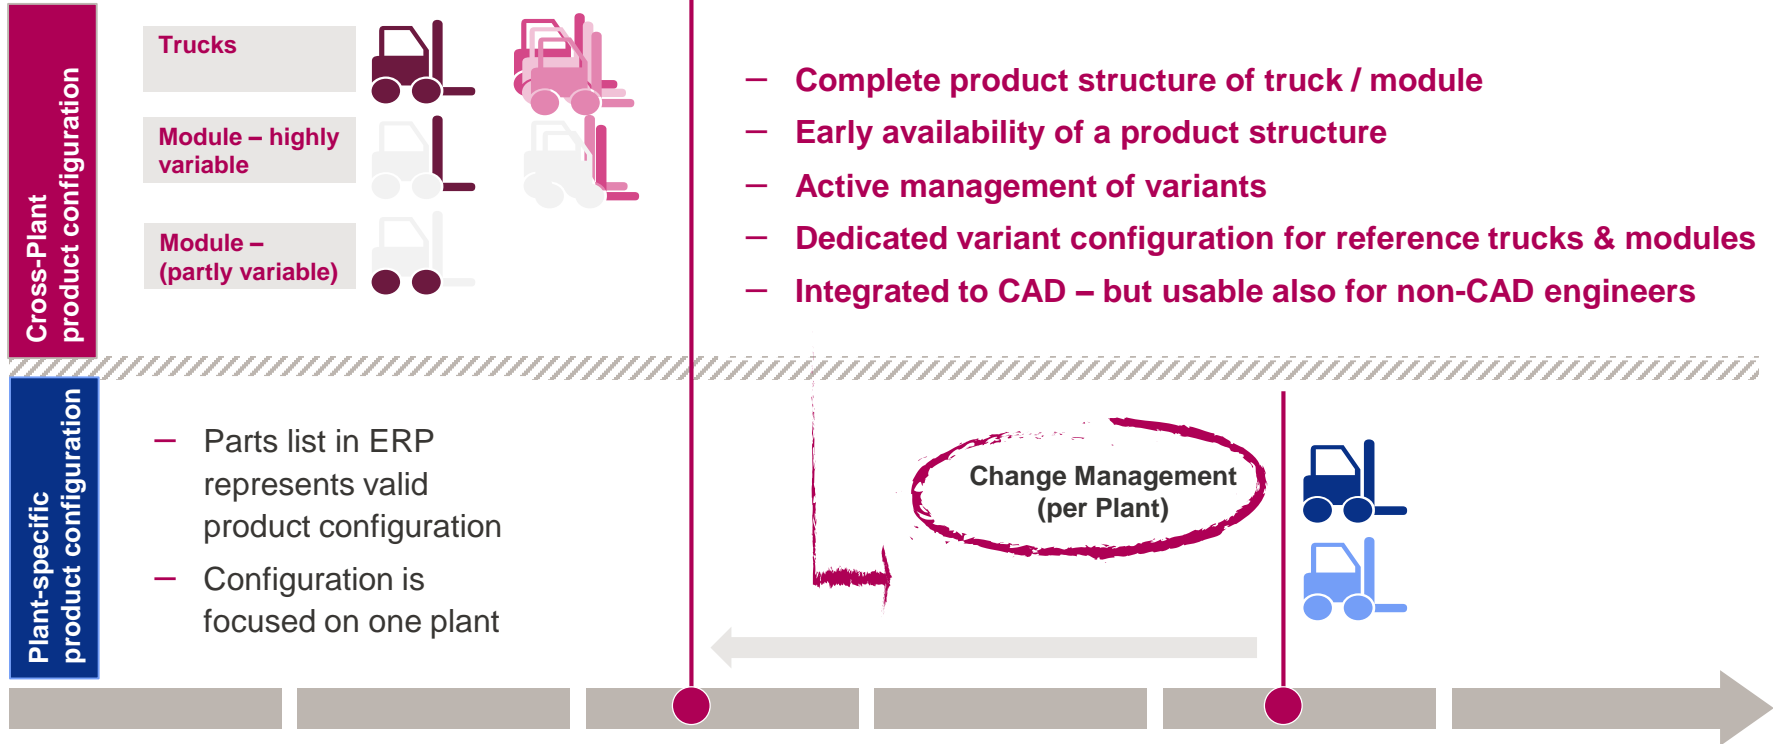 Cross-Plant
product configuration
Trucks
Module – highly
variable
Module –
(partly variable)
– Complete product structure of truck / module
– Early availability of a product structure
– Active management of variants
– Dedicated variant configuration for reference trucks & modules
– Integrated to CAD – but usable also for non-CAD engineers
Plant-specific
product configuration
– Parts list in ERP
represents valid
product configuration
– Configuration is
focused on one plant
Change Management
(per Plant)